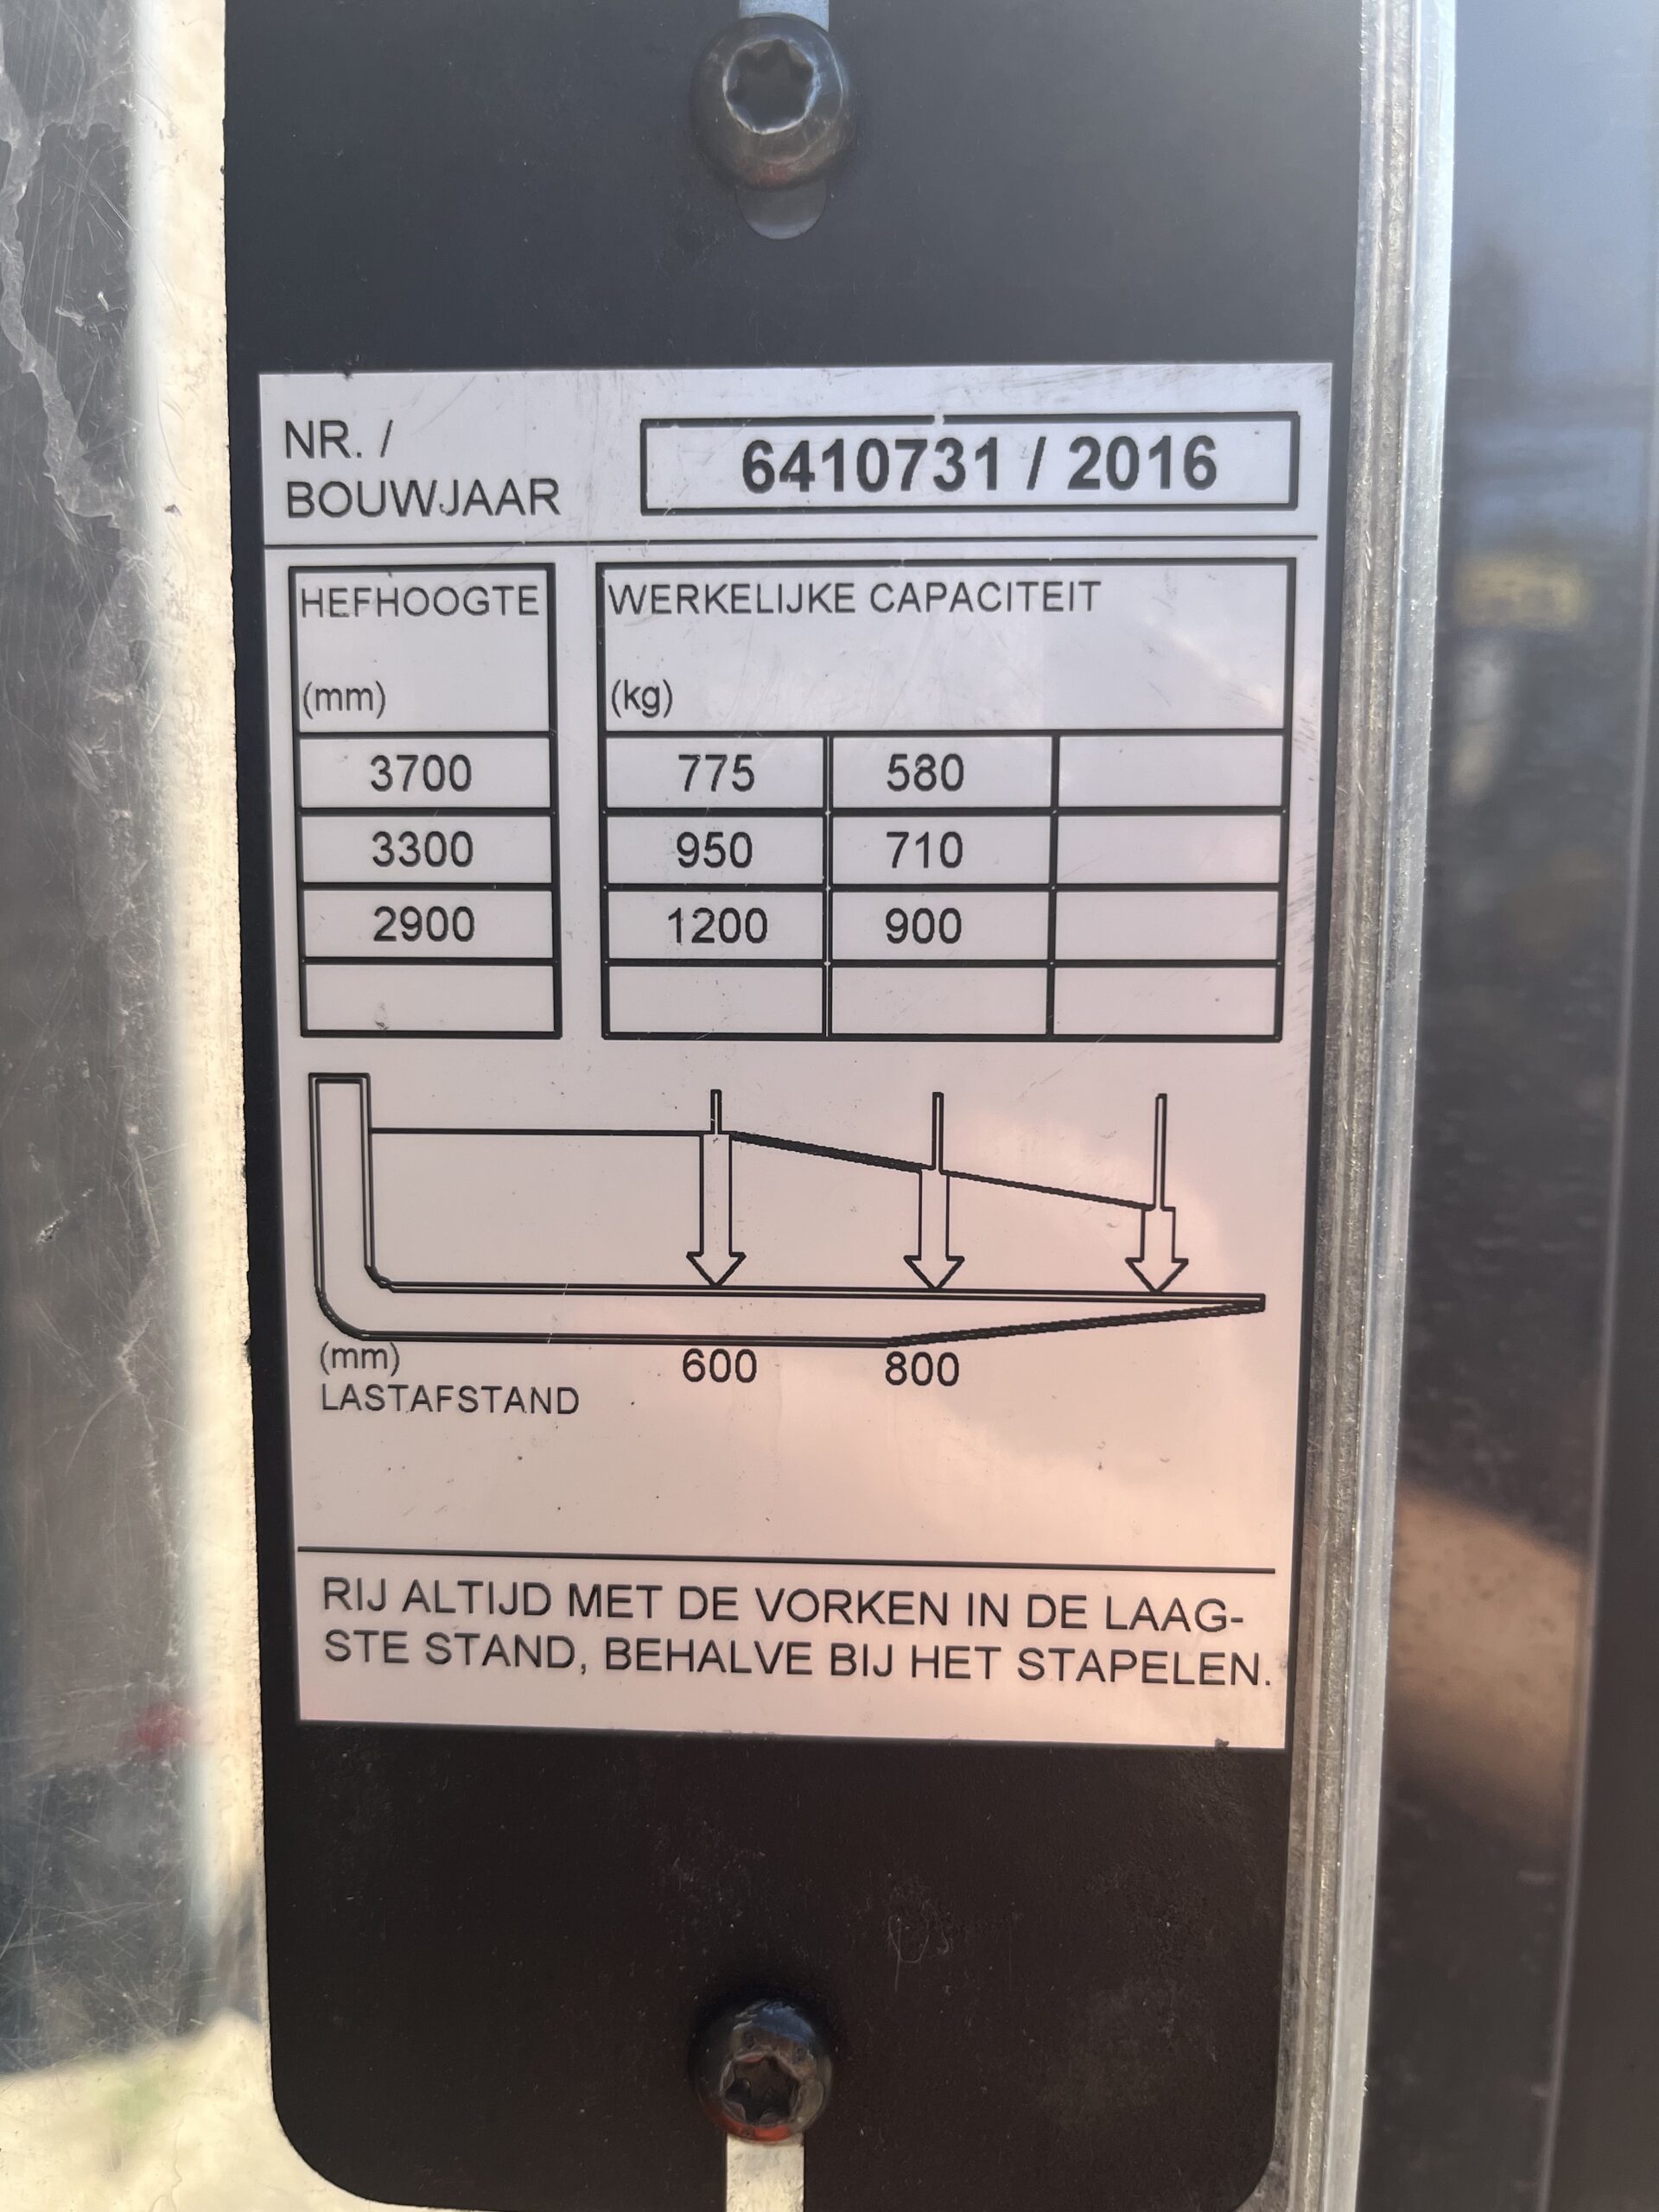 NR. /
BOUWJAAR
6410731 / 2016
HEFHOOGTE
(mm)
WERKELIJKE CAPACITEIT
(kg)
3700 775 580
3300 950 710
2900 1200 900
(mm) 600 800
LASTAFSTAND
RIJ ALTIJD MET DE VORKEN IN DE LAAG-
STE STAND, BEHALVE BIJ HET STAPELEN.